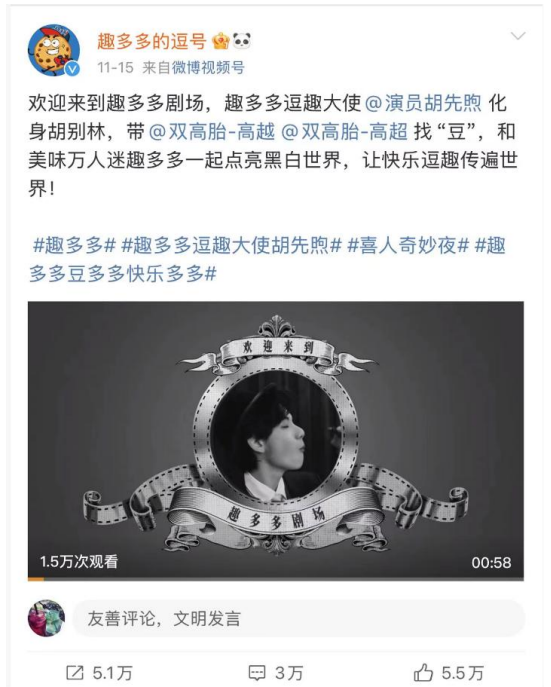 趣多多的逗号
11-15 来自微博视频号
欢迎来到趣多多剧场，趣多多逗趣大使@演员胡先煦 化
身胡别林，带@双高胎-高越 @双高胎-高超 找“豆”，和
美味万人迷趣多多一起点亮黑白世界，让快乐逗趣传遍世
界！
#趣多多# #趣多多逗趣大使胡先煦# #喜人奇妙夜# #趣
多多豆多多快乐多多#
欢迎来到
趣多多剧场
1.5万次观看
00:58
友善评论，文明发言
5.1万
3万
5.5万